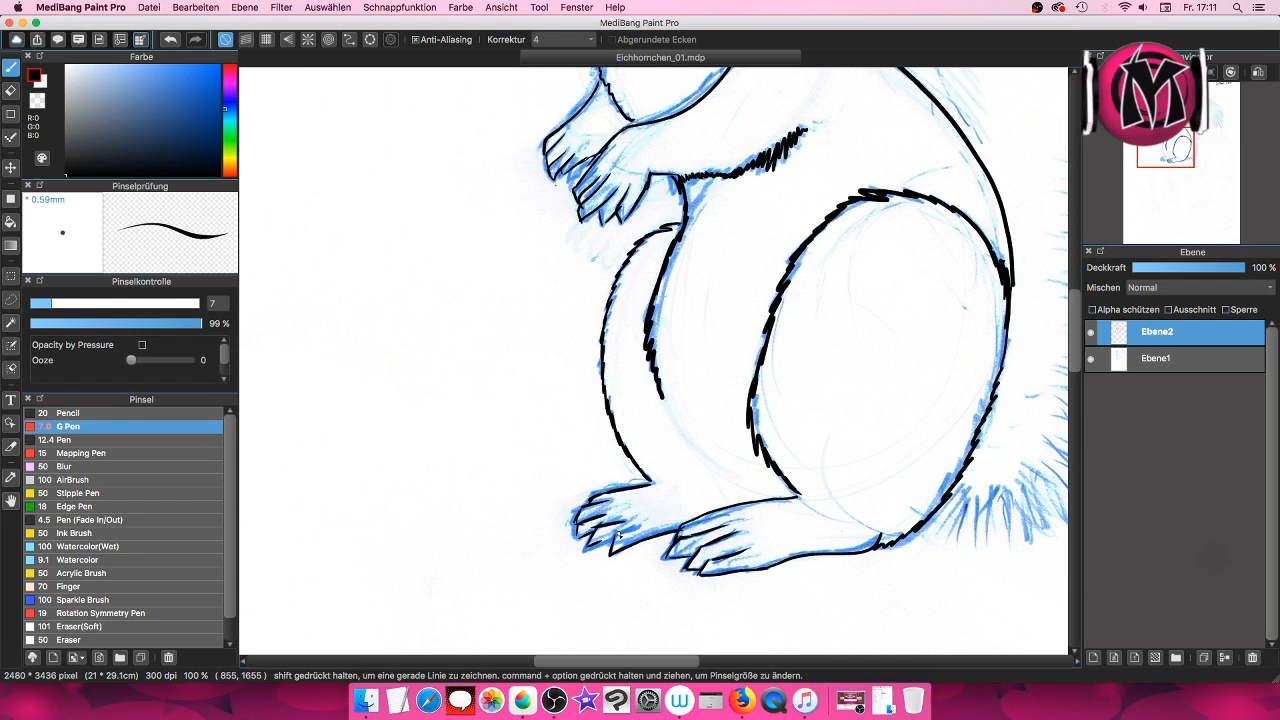 MediBang Paint Pro Datei Bearbeiten Ebene Filter Auswählen Schnappfunktion Farbe Ansicht Tool Fenster Help Fr. 17:11
MediBang Paint Pro
Anti-Aliasing Korrektur 4 Abgerundete Ecken
Farbe
Eichhornchen_01.mdp
R:0
G:0
B:0
Pinselprüfung
* 0.59mm
Pinselkontrolle
7
99 %
Opacity by Pressure
Ooze 0
Pinsel
20 Pencil
7.0 G Pen
12.4 Pen
15 Mapping Pen
50 Blur
100 AirBrush
50 Stipple Pen
18 Edge Pen
4.5 Pen (Fade In/Out)
50 Ink Brush
100 Watercolor(Wet)
9.1 Watercolor
50 Acrylic Brush
70 Finger
100 Sparkle Brush
19 Rotation Symmetry Pen
101 Eraser(Soft)
50 Eraser
M
Ebene
Deckkraft 100 %
Mischen Normal
Alpha schützen Ausschnitt Sperre
Ebene2
Ebene1
2480 * 3436 pixel (21 * 29.1cm) 300 dpi 100 % ( 855, 1655 ) shift gedrückt halten, um eine gerade Linie zu zeichnen. command + option gedrückt halten und ziehen, um Pinselgröße zu ändern.